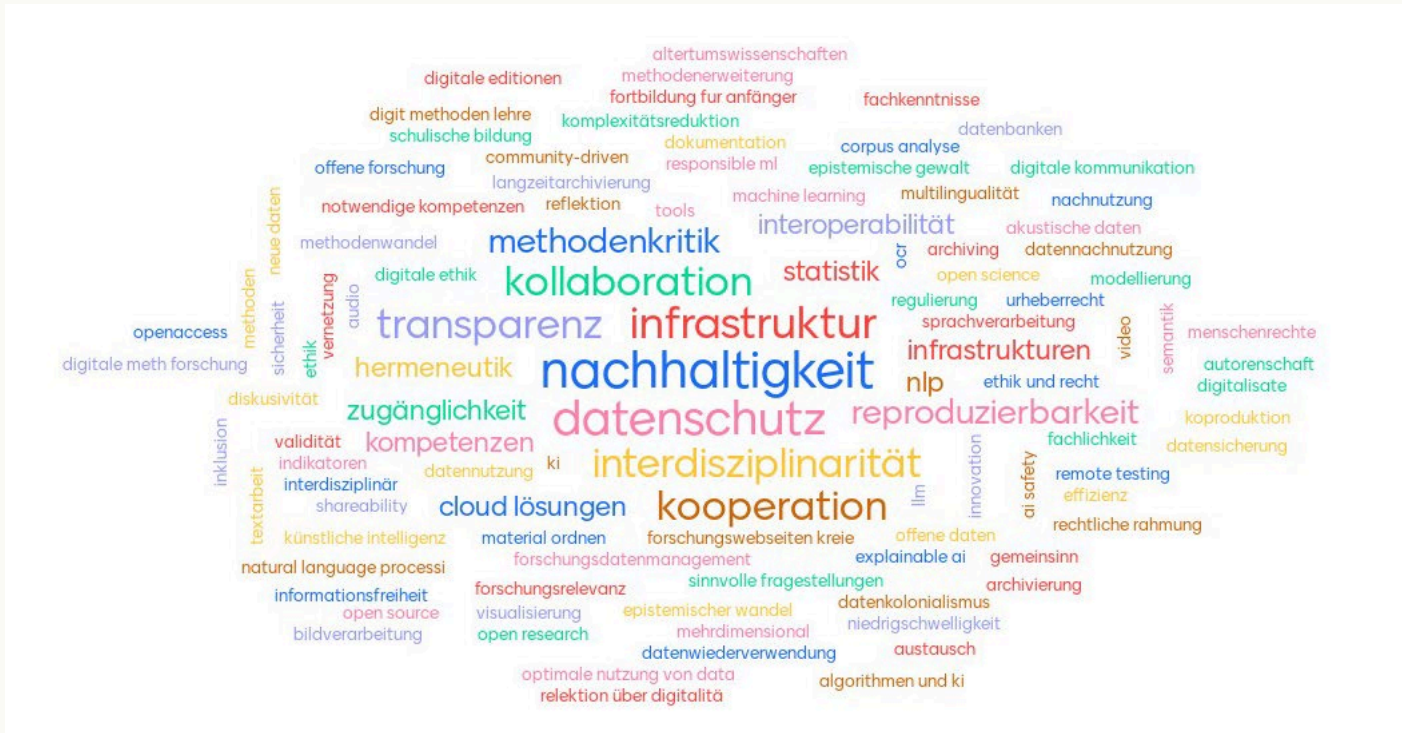 altertumswissenschaften
digitale editionen
methodenerweiterung
fortbildung fur anfänger
fachkenntnisse
digit methoden lehre
komplexitätsreduktion
datenbanken
schulische bildung
dokumentation
corpus analyse
community-driven
responsible ml
epistemische gewalt
digitale kommunikation
offene forschung
langzeitarchivierung
machine learning
multilingualität
nachnutzung
notwendige kompetenzen
reflektion
tools
interoperabilität
akustische daten
neue daten
methodenwandel
methodenkritik
ocr
archiving
datennachnutzung
digitale ethik
kollaboration
statistik
open science
modellierung
methoden
sicherheit
ethik
vernetzung
audio
regulierung
urheberrecht
transparenz
infrastruktur
sprachverarbeitung
video
semantik
menschenrechte
openaccess
infrastrukturen
digitale meth forschung
hermeneutik
nachhaltigkeit
nlp
ethik und recht
autorenschaft
digitalisate
diskusivität
zugänglichkeit
datenschutz
reproduzierbarkeit
koproduktion
inklusion
validität
kompetenzen
fachlichkeit
datensicherung
indikatoren
datennutzung
ki
interdisziplinarität
innovation
ai safety
remote testing
interdisziplinär
effizienz
textarbeit
shareability
cloud lösungen
kooperation
llm
rechtliche rahmung
künstliche intelligenz
material ordnen
forschungswebseiten kreie
offene daten
natural language processi
forschungsdatenmanagement
explainable ai
gemeinsinn
informationsfreiheit
forschungsrelevanz
sinnvolle fragestellungen
archivierung
open source
visualisierung
epistemischer wandel
datenkolonialismus
bildverarbeitung
open research
mehrdimensional
niedrigschwelligkeit
datenwiederverwendung
austausch
optimale nutzung von data
algorithmen und ki
relektion über digitalitä